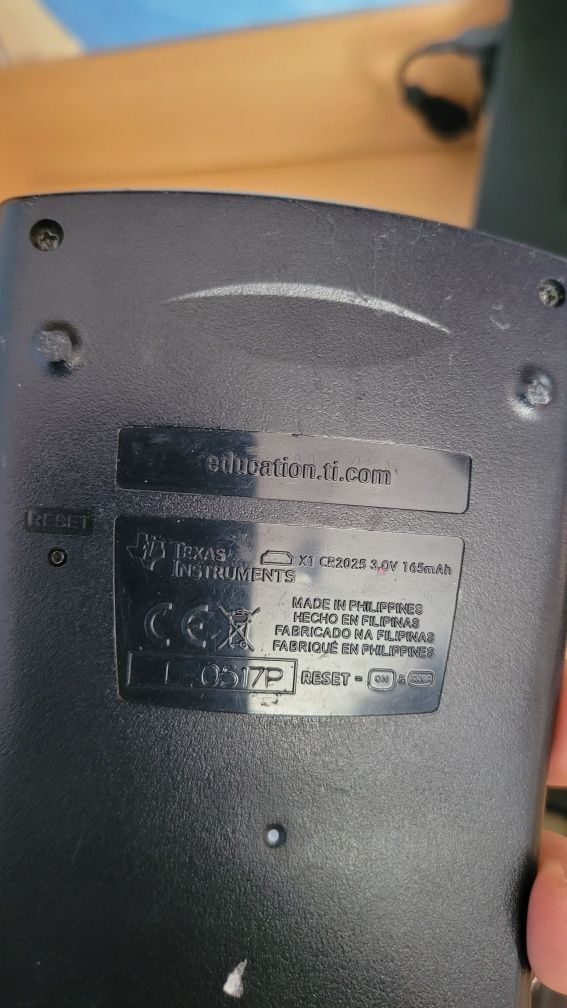 education.ti.com
RESET
TEXAS INSTRUMENTS
X1 CR2025 3.0V 165mAh
MADE IN PHILIPPINES
HECHO EN FILIPINAS
FABRICADO NA FILIPINAS
FABRIQUÉ EN PHILIPPINES
CE
L-0517P
RESET = ON &